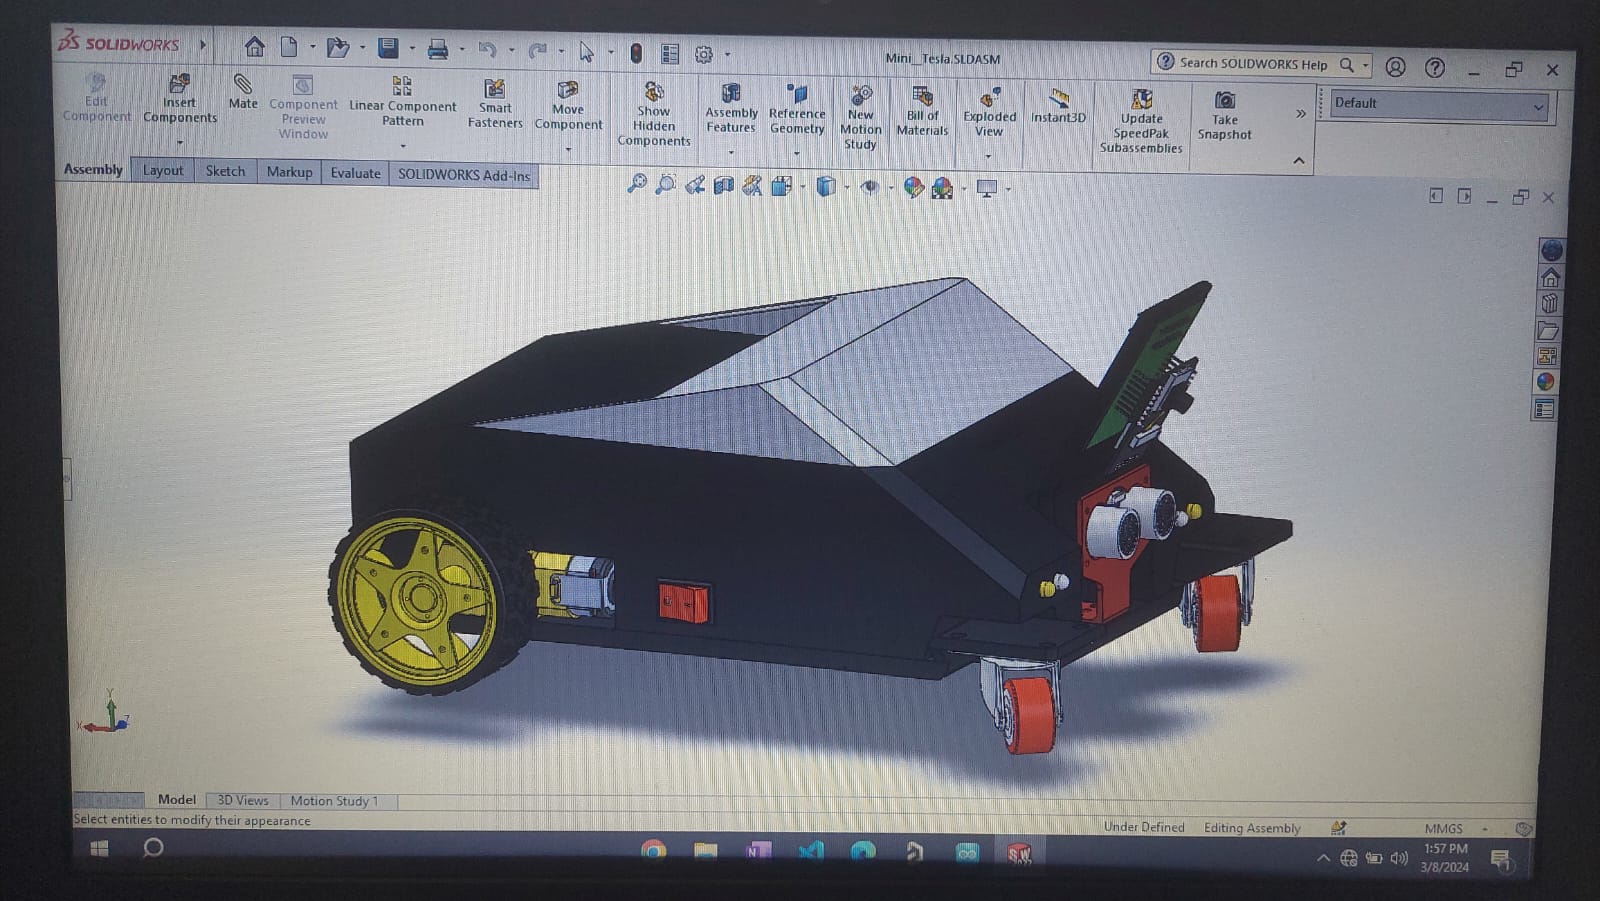 SOLIDWORKS
Mini__Tesla.SLDASM
Search SOLIDWORKS Help
Edit Component
Insert Components
Mate
Component Preview Window
Linear Component Pattern
Smart Fasteners
Move Component
Show Hidden Components
Assembly Features
Reference Geometry
New Motion Study
Bill of Materials
Exploded View
Instant3D
Update SpeedPak Subassemblies
Take Snapshot
Default
Assembly
Layout
Sketch
Markup
Evaluate
SOLIDWORKS Add-Ins
Y
X
Z
Model
3D Views
Motion Study 1
Select entities to modify their appearance
Under Defined
Editing Assembly
MMGS
1:57 PM
3/8/2024